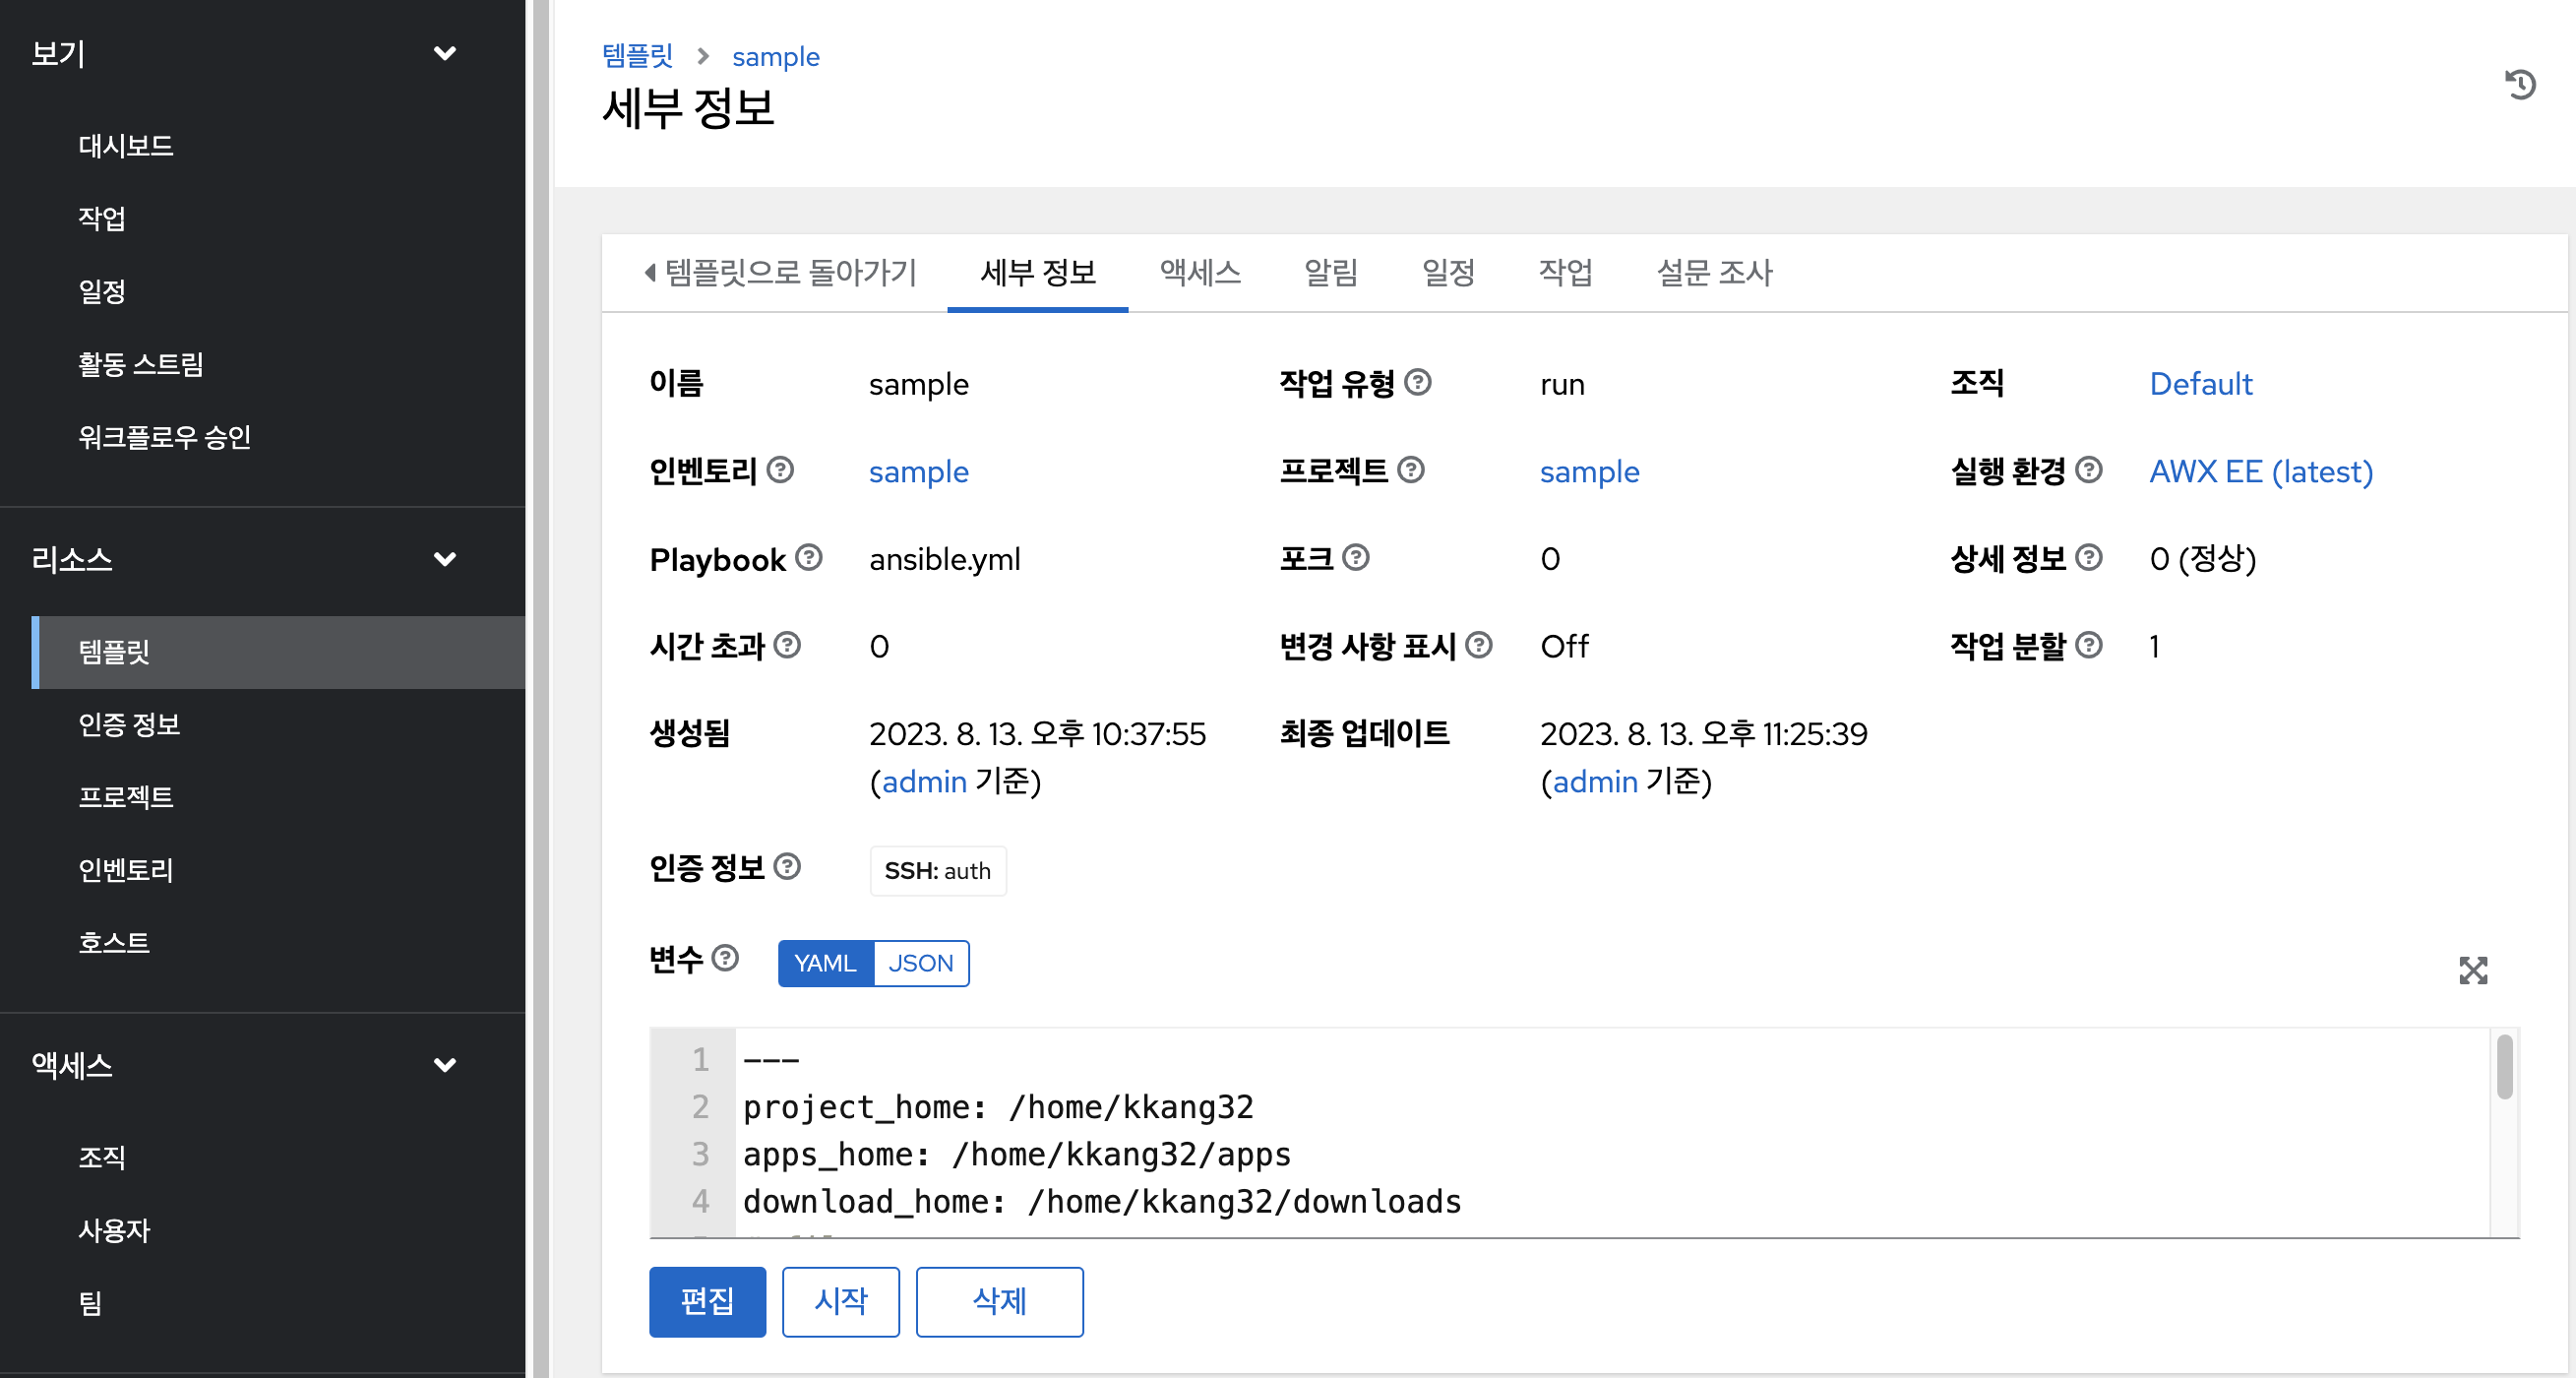 보기
대시보드
작업
일정
활동 스트림
워크플로우 승인
리소스
템플릿
인증 정보
프로젝트
인벤토리
호스트
액세스
조직
사용자
팀
템플릿 > sample
세부 정보
템플릿으로 돌아가기 세부 정보 액세스 알림 일정 작업 설문 조사
이름 sample 작업 유형 run 조직 Default
인벤토리 sample 프로젝트 sample 실행 환경 AWX EE (latest)
Playbook ansible.yml 포크 0 상세 정보 0 (정상)
시간 초과 0 변경 사항 표시 Off 작업 분할 1
생성됨 2023. 8. 13. 오후 10:37:55 최종 업데이트 2023. 8. 13. 오후 11:25:39
(admin 기준) (admin 기준)
인증 정보 SSH: auth
변수 YAML JSON
1 ---
2 project_home: /home/kkang32
3 apps_home: /home/kkang32/apps
4 download_home: /home/kkang32/downloads
편집 시작 삭제